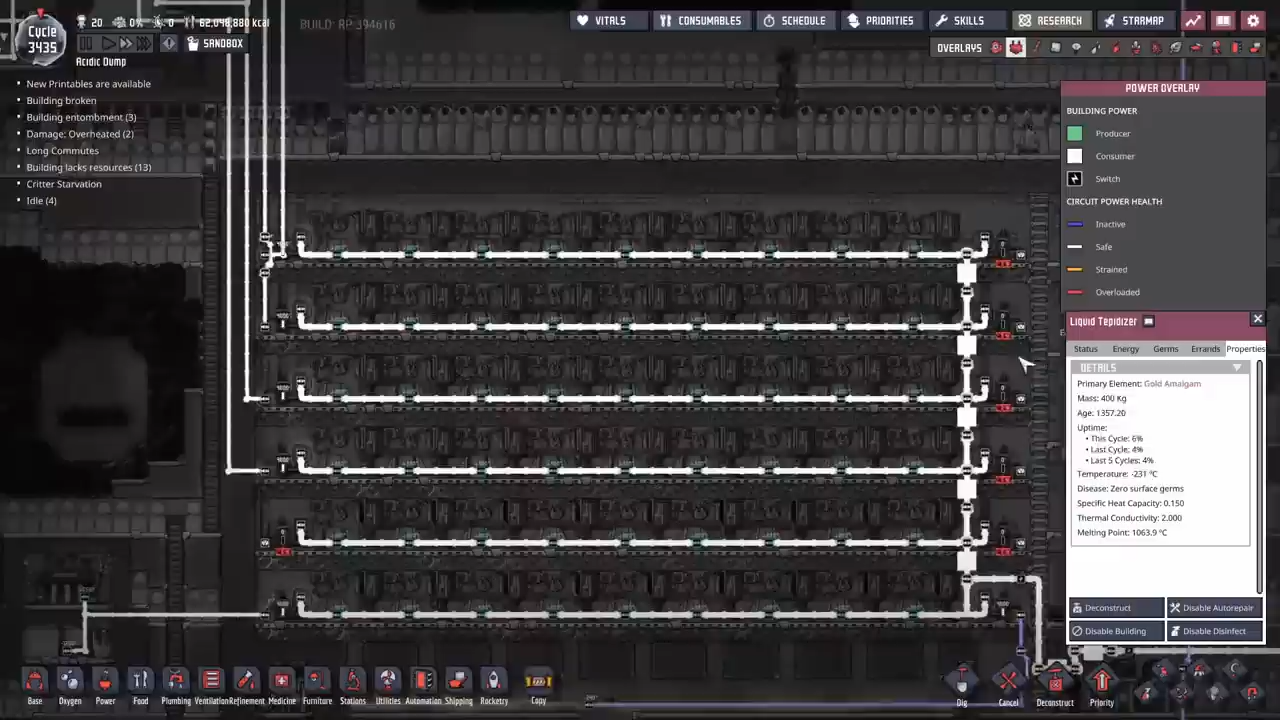 Cycle
3435
20
0%
0
62,048,880 kcal
BUILD: RP-394616
VITALS
CONSUMABLES
SCHEDULE
PRIORITIES
SKILLS
RESEARCH
STARMAP
SANDBOX
Acidic Dump
OVERLAYS
New Printables are available
Building broken
Building entombment (3)
Damage: Overheated (2)
Long Commutes
Building lacks resources (13)
Critter Starvation
Idle (4)
POWER OVERLAY
BUILDING POWER
Producer
Consumer
Switch
CIRCUIT POWER HEALTH
Inactive
Safe
Strained
Overloaded
Liquid Tepidizer
Status
Energy
Germs
Errands
Properties
DETAILS
Primary Element: Gold Amalgam
Mass: 400 Kg
Age: 1357.20
Uptime:
• This Cycle: 6%
• Last Cycle: 4%
• Last 5 Cycles: 4%
Temperature: -231 °C
Disease: Zero surface germs
Specific Heat Capacity: 0.150
Thermal Conductivity: 2.000
Melting Point: 1063.9 °C
Deconstruct
Disable Autorepair
Disable Building
Disable Disinfect
Base
Oxygen
Power
Food
Plumbing
Ventilation
Refinement
Medicine
Furniture
Stations
Utilities
Automation
Shipping
Rocketry
Copy
Dig
Cancel
Deconstruct
Priority